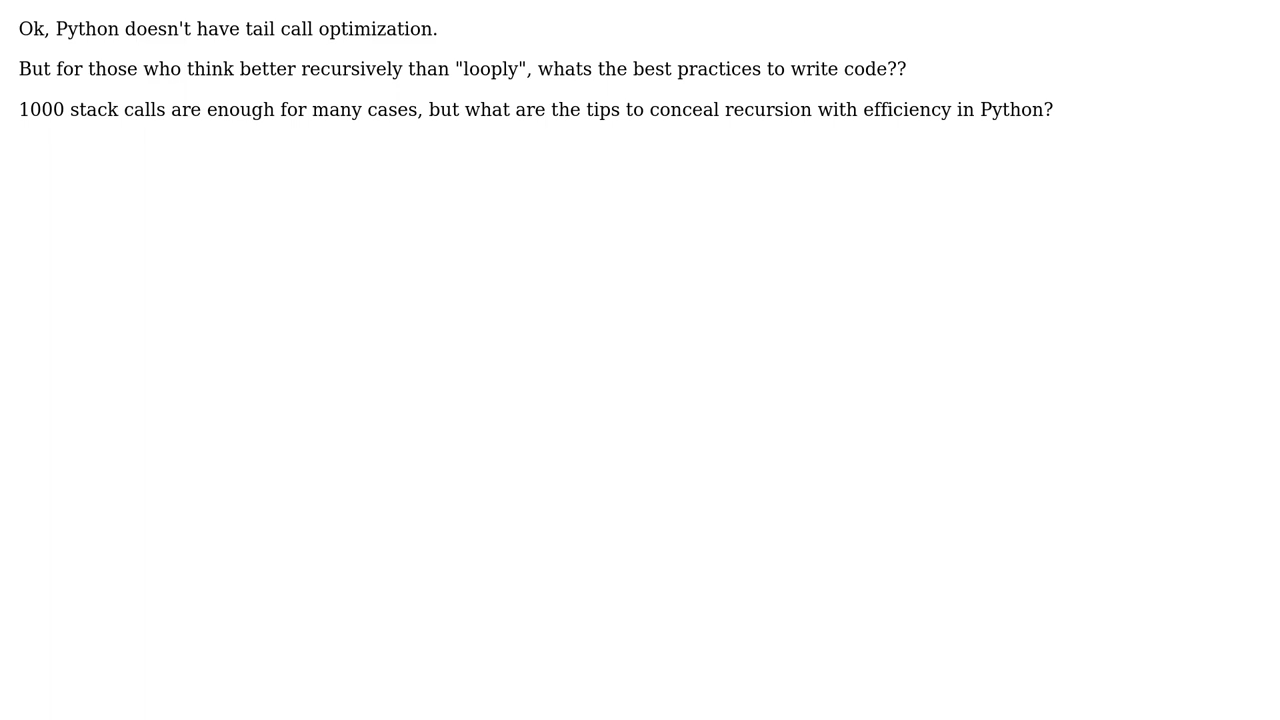 Ok, Python doesn't have tail call optimization.
But for those who think better recursively than "looply", whats the best practices to write code??
1000 stack calls are enough for many cases, but what are the tips to conceal recursion with efficiency in Python?